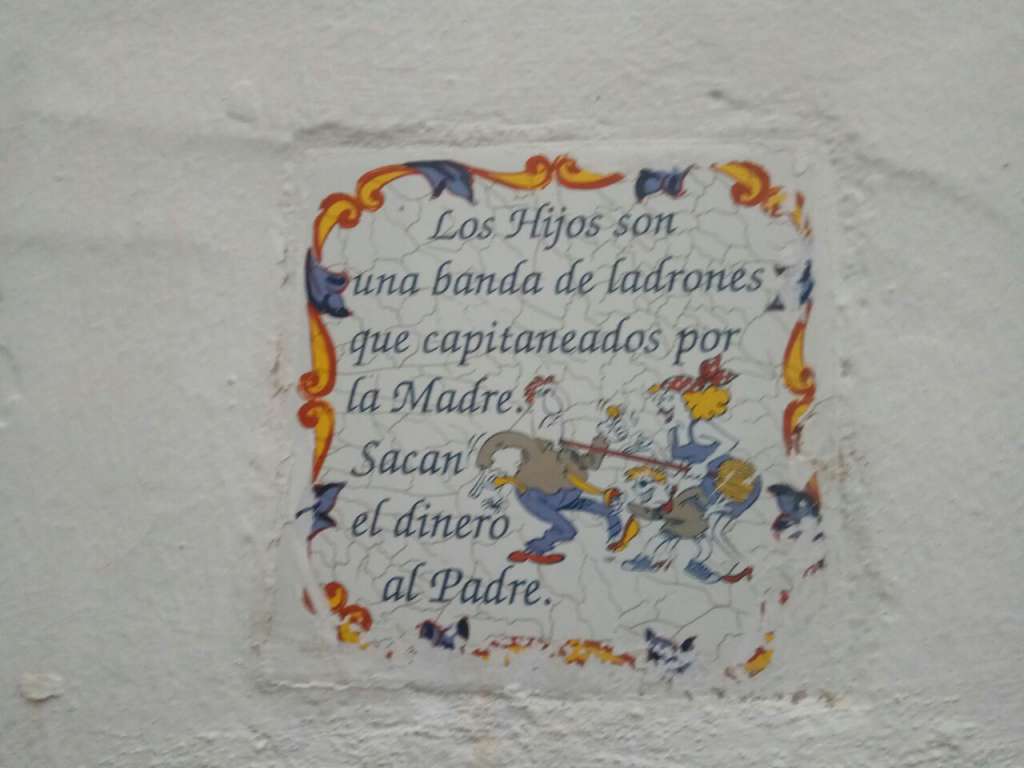 Los Hijos son
una banda de ladrones
que capitaneados por
la Madre.
Sacan
el dinero
al Padre.